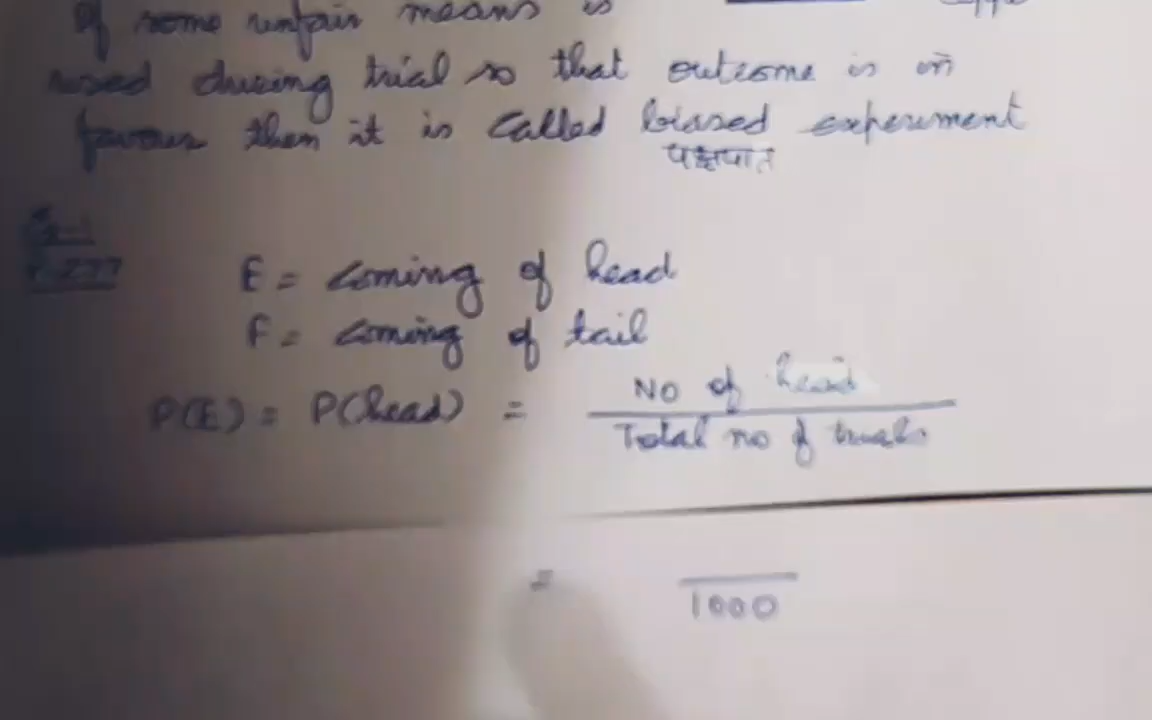 of some unfair means is
used during trial so that outcome is in
favour then it is called biased experiment
पक्षपात
E = coming of head
F = coming of tail
P(E) = P(head) = No of head
Total no of trials
=
1000